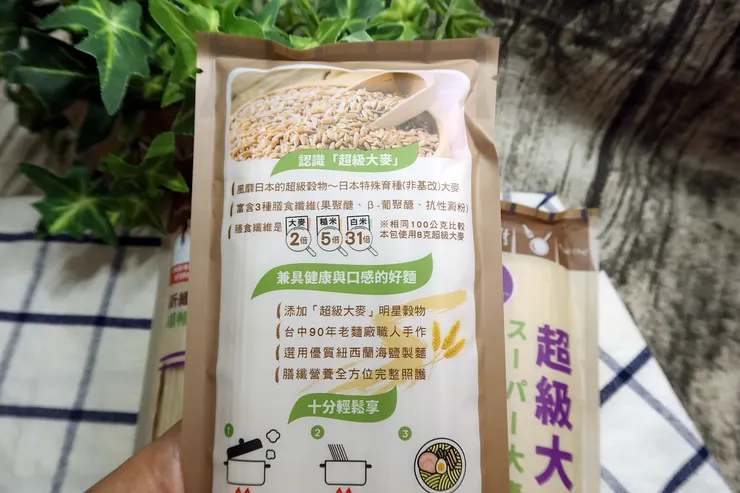 認識「超級大麥」
風靡日本的超級穀物～日本特殊育種(非基改)大麥
富含3種膳食纖維(果聚醣、β-葡聚醣、抗性澱粉)
膳食纖維是 大麥2倍 糙米5倍 白米31倍 ※相同100公克比較
本包使用8克超級大麥
兼具健康與口感的好麵
添加「超級大麥」明星穀物
台中90年老麵廠職人手作
選用優質紐西蘭海鹽製麵
膳纖營養全方位完整照護
十分輕鬆享
1 2 3
超級大
スーパー大